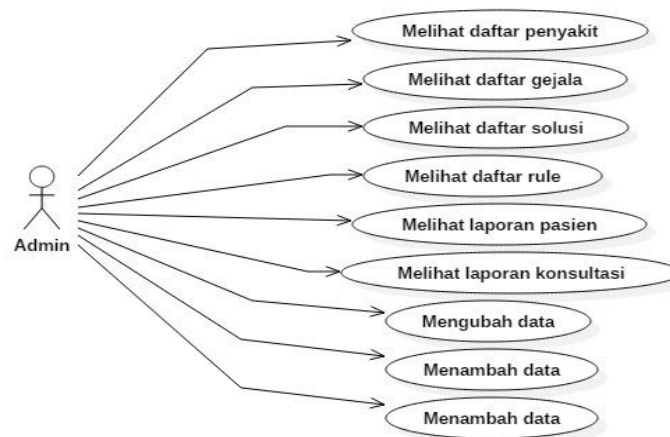 Melihat daftar penyakit
Melihat daftar gejala
Melihat daftar solusi
Melihat daftar rule
Admin
Melihat laporan pasien
Melihat laporan konsultasi
Mengubah data
Menambah data
Menambah data